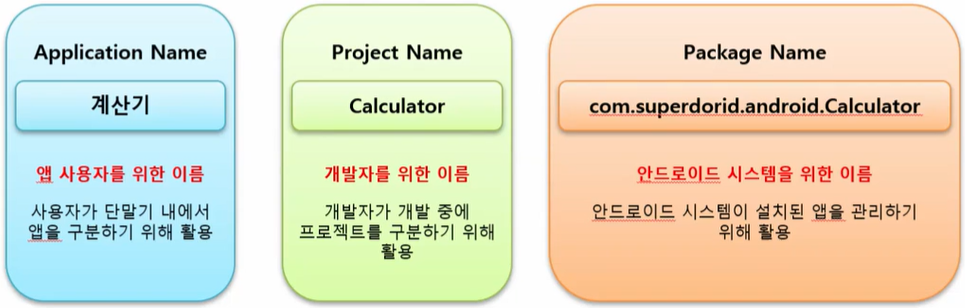 Application Name
계산기
앱 사용자를 위한 이름
사용자가 단말기 내에서
앱을 구분하기 위해 활용
Project Name
Calculator
개발자를 위한 이름
개발자가 개발 중에
프로젝트를 구분하기 위해
활용
Package Name
com.superdorid.android.Calculator
안드로이드 시스템을 위한 이름
안드로이드 시스템이 설치된 앱을 관리하기
위해 활용